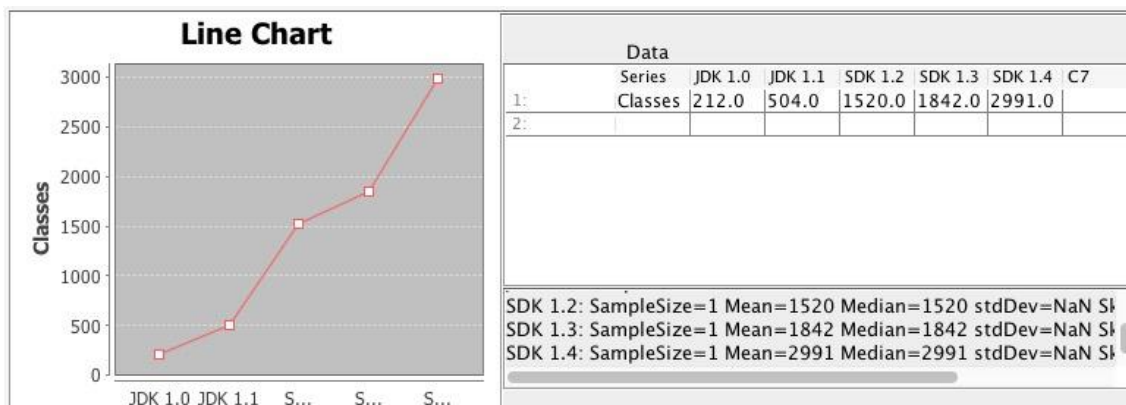 Line Chart
Classes
3000
2500
2000
1500
1000
500
0
JDK 1.0 JDK 1.1 S... S... S...
Data
Series JDK 1.0 JDK 1.1 SDK 1.2 SDK 1.3 SDK 1.4 C7
1: Classes 212.0 504.0 1520.0 1842.0 2991.0
2:
SDK 1.2: SampleSize=1 Mean=1520 Median=1520 stdDev=NaN Sk
SDK 1.3: SampleSize=1 Mean=1842 Median=1842 stdDev=NaN Sk
SDK 1.4: SampleSize=1 Mean=2991 Median=2991 stdDev=NaN Sk